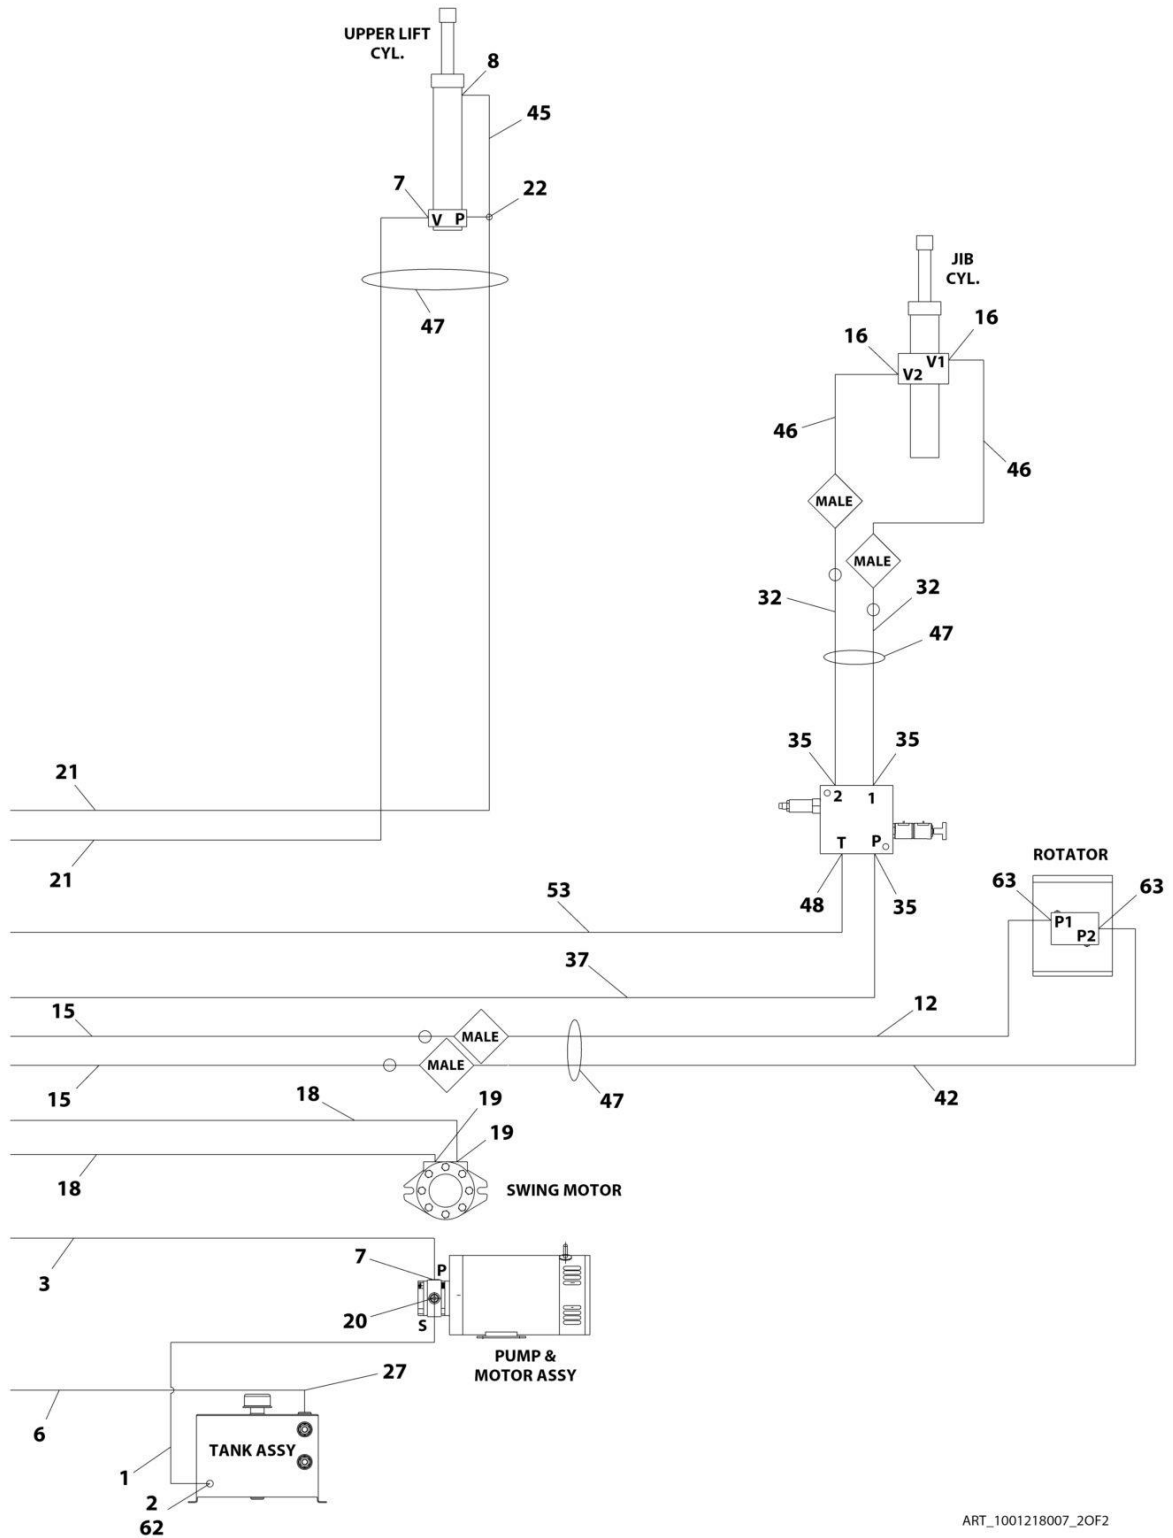 UPPER LIFT
CYL.
8
45
7
22
V P
47
JIB
CYL.
16
16
V1
V2
46
46
MALE
MALE
32
32
47
35
35
21
2 1
T P
21
ROTATOR
53
48
35
63
63
P1
P2
37
15
12
MALE
MALE
15
47
42
18
19
19
18
SWING MOTOR
3
7
P
20
S
PUMP &
MOTOR ASSY
27
6
TANK ASSY
1
2
62
ART_1001218007_2OF2